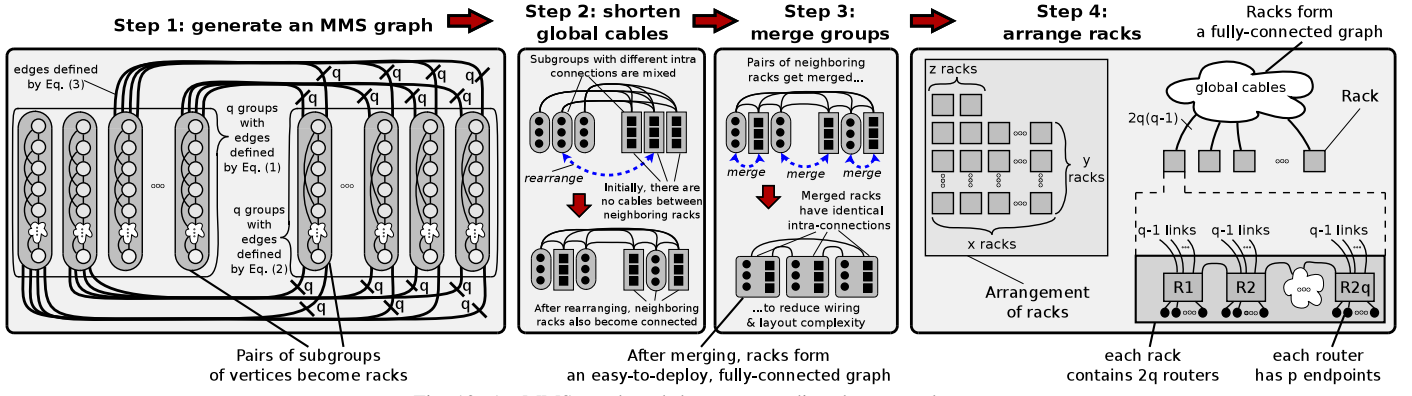 Step 1: generate an MMS graph
edges defined
by Eq. (3)
q
q
q
q
q
q
q
q
q groups
with
edges
defined
by Eq. (1)
q groups
with
edges
defined
by Eq. (2)
q
q
q
q
q
q
q
q
Pairs of subgroups
of vertices become racks
Step 2: shorten
global cables
Subgroups with different intra
connections are mixed
rearrange
Initially, there are
no cables between
neighboring racks
After rearranging, neighboring
racks also become connected
Step 3:
merge groups
Pairs of neighboring
racks get merged...
merge
merge
merge
Merged racks
have identical
intra-connections
...to reduce wiring
& layout complexity
After merging, racks form
an easy-to-deploy, fully-connected graph
Step 4:
arrange racks
z racks
y
racks
x racks
Arrangement
of racks
Racks form
a fully-connected graph
global cables
Rack
2q(q-1)
q-1 links
q-1 links
q-1 links
R1
R2
R2q
each rack
contains 2q routers
each router
has p endpoints